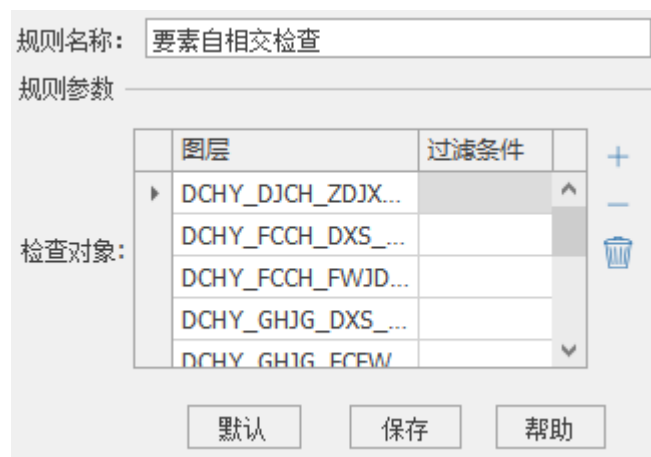 规则名称： 要素自相交检查
规则参数
图层 过滤条件
DCHY_DJCH_ZDJX...
DCHY_FCCH_DXS_...
检查对象:
DCHY_FCCH_FWJD...
DCHY_GHJG_DXS_...
DCHY_GHJG_FCFW
默认 保存 帮助